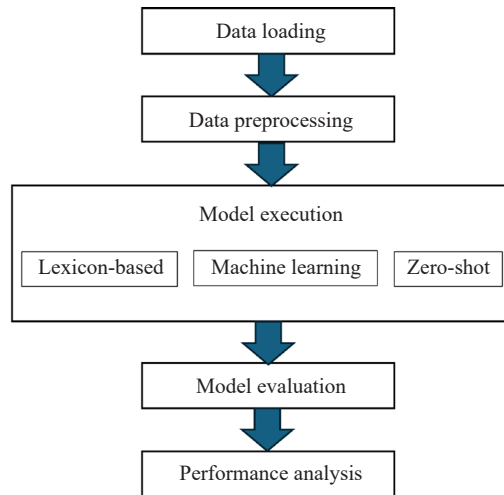 Data loading
Data preprocessing
Model execution
Lexicon-based
Machine learning
Zero-shot
Model evaluation
Performance analysis